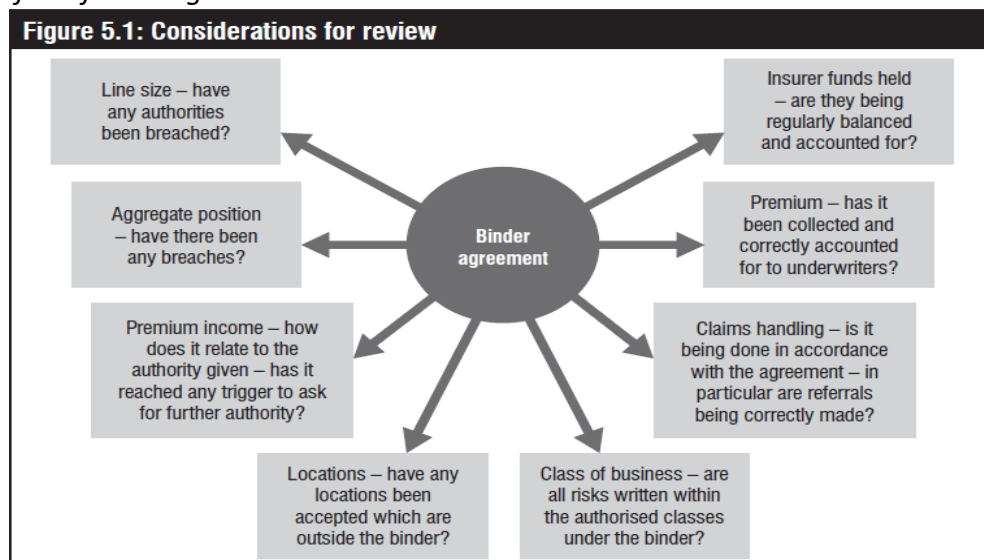 Figure 5.1: Considerations for review
Line size – have
any authorities
been breached?
Insurer funds held
– are they being
regularly balanced
and accounted for?
Aggregate position
– have there been
any breaches?
Binder
agreement
Premium – has it
been collected and
correctly accounted
for to underwriters?
Premium income – how
does it relate to the
authority given – has it
reached any trigger to ask
for further authority?
Claims handling – is it
being done in accordance
with the agreement – in
particular are referrals
being correctly made?
Locations – have any
locations been
accepted which are
outside the binder?
Class of business – are
all risks written within
the authorised classes
under the binder?